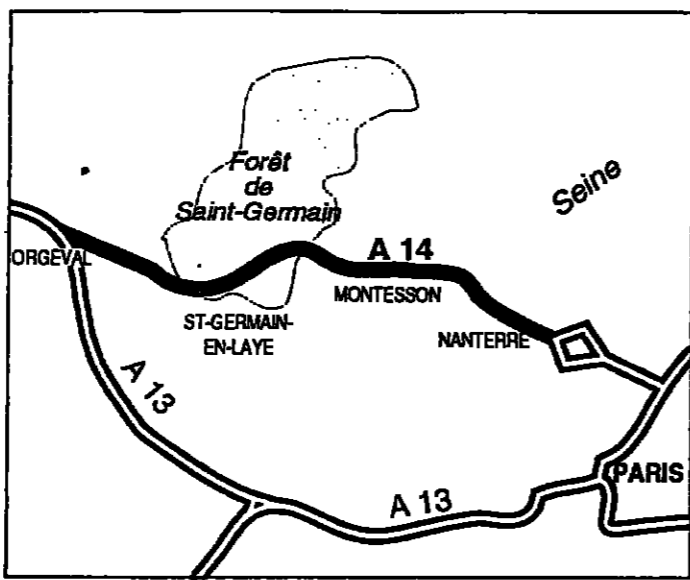 Forêt
de
Saint-Germain
Seine
ORGEVAL
A 14
MONTESSON
ST-GERMAIN-
EN-LAYE
NANTERRE
A 13
PARIS
A 13